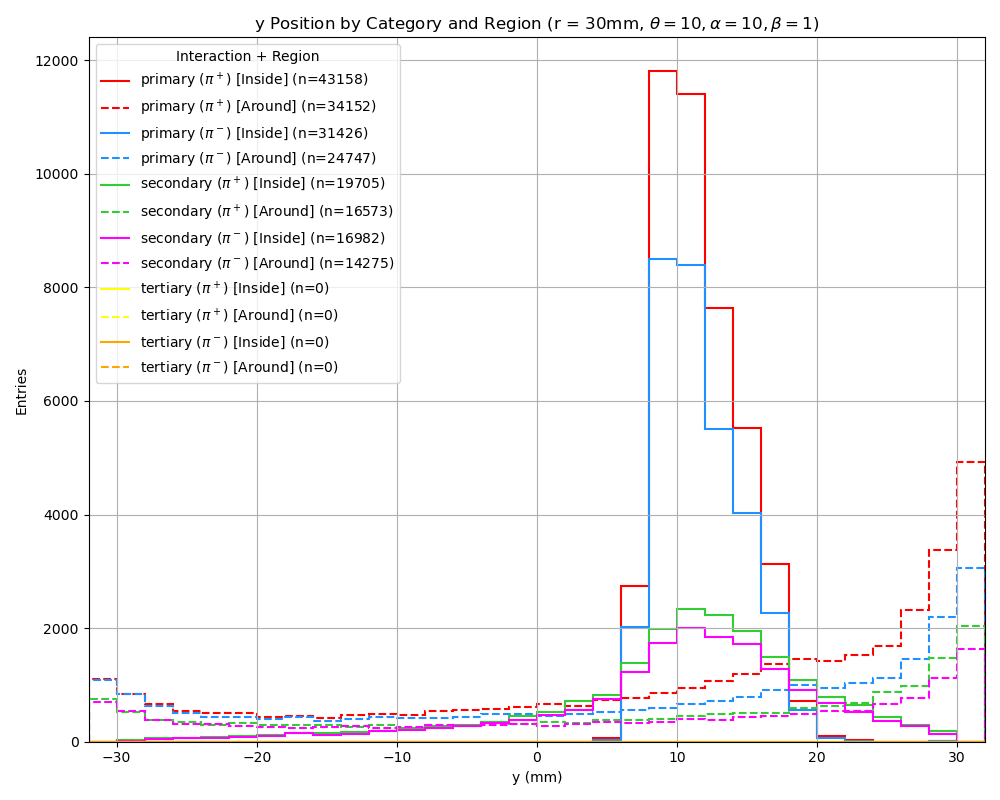 y Position by Category and Region (r = 30mm, θ = 10, α = 10, β = 1)
Interaction + Region
primary (π⁺) [Inside] (n=43158)
primary (π⁺) [Around] (n=34152)
primary (π⁻) [Inside] (n=31426)
primary (π⁻) [Around] (n=24747)
secondary (π⁺) [Inside] (n=19705)
secondary (π⁺) [Around] (n=16573)
secondary (π⁻) [Inside] (n=16982)
secondary (π⁻) [Around] (n=14275)
tertiary (π⁺) [Inside] (n=0)
tertiary (π⁺) [Around] (n=0)
tertiary (π⁻) [Inside] (n=0)
tertiary (π⁻) [Around] (n=0)
Entries
12000
10000
8000
6000
4000
2000
0
−30 −20 −10 0 10 20 30
y (mm)